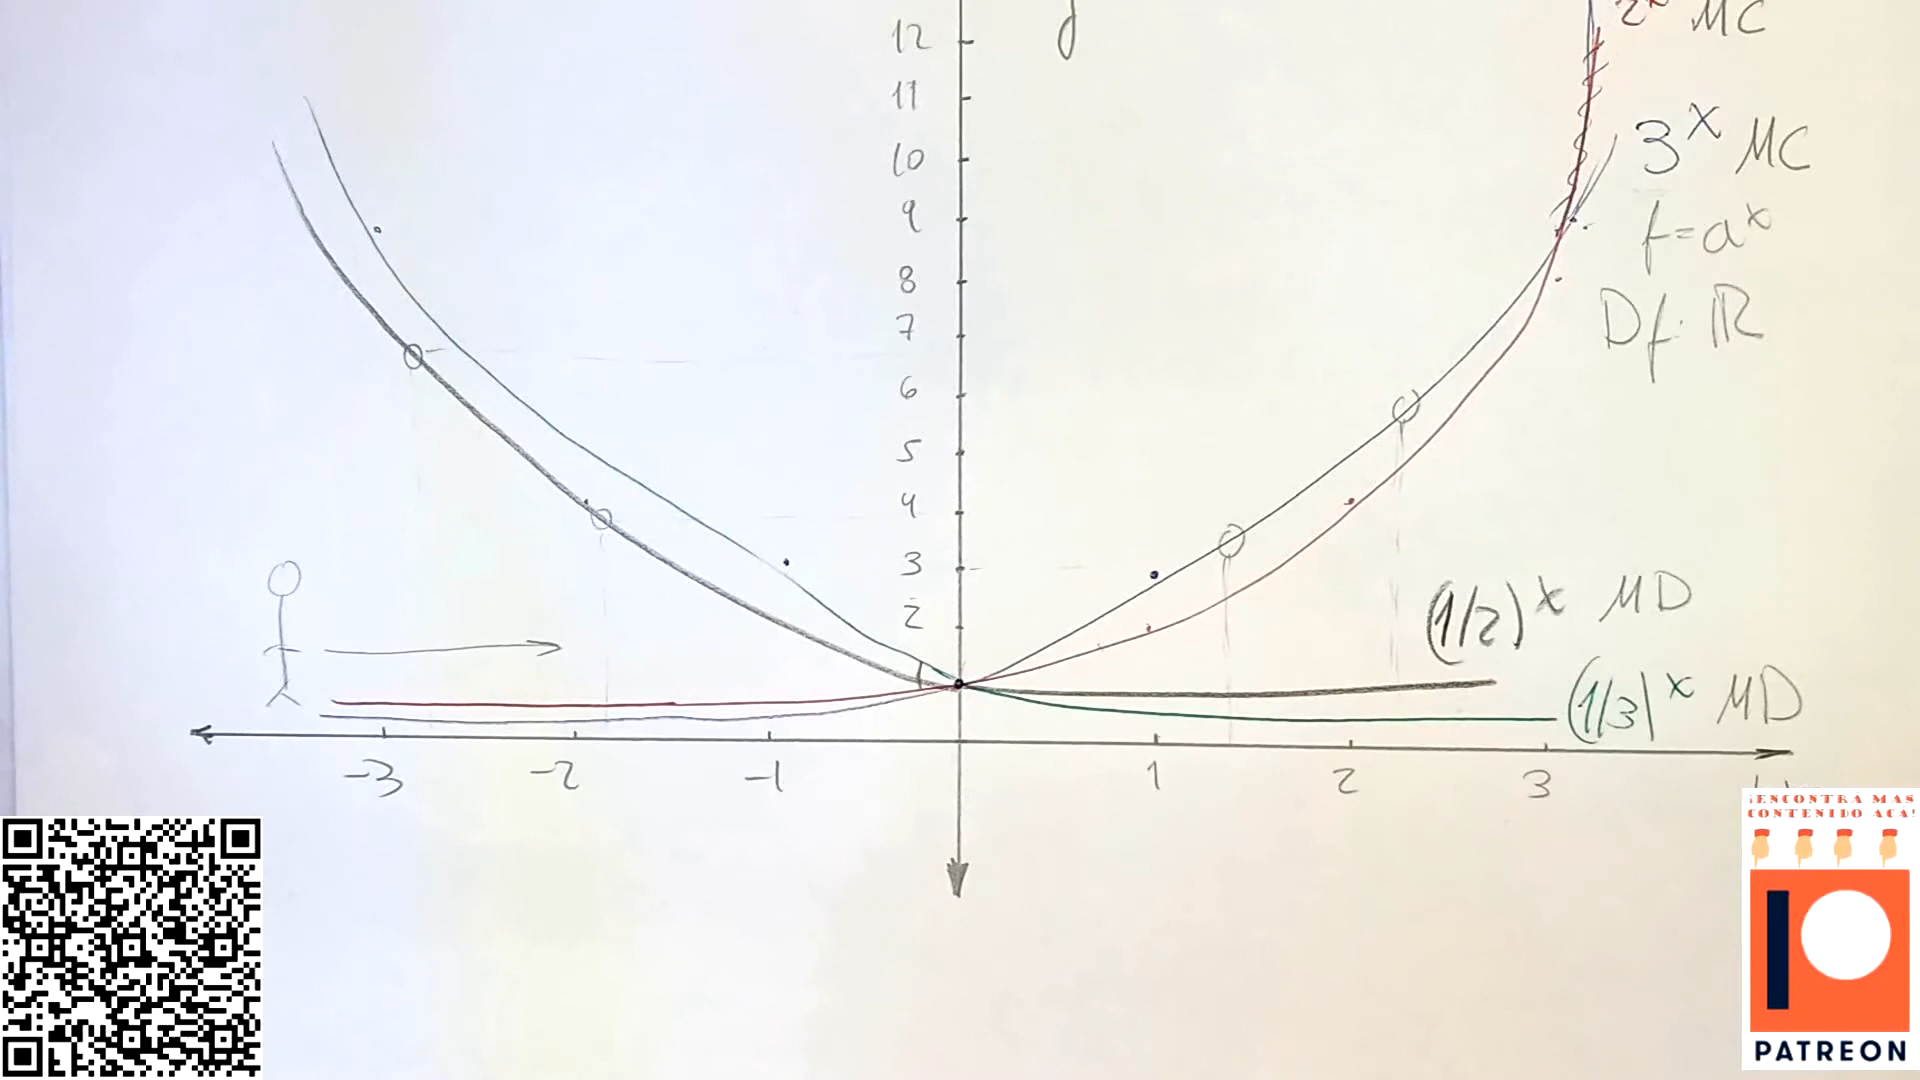 12
11
10
9
8
7
6
5
4
3
2
-3 -2 -1 1 2 3
2ˣ MC
3ˣ MC
f=aˣ
Df: ℝ
(1/2)ˣ MD
(1/3)ˣ MD
¡ENCONTRA MAS
CONTENIDO ACA!
PATREON